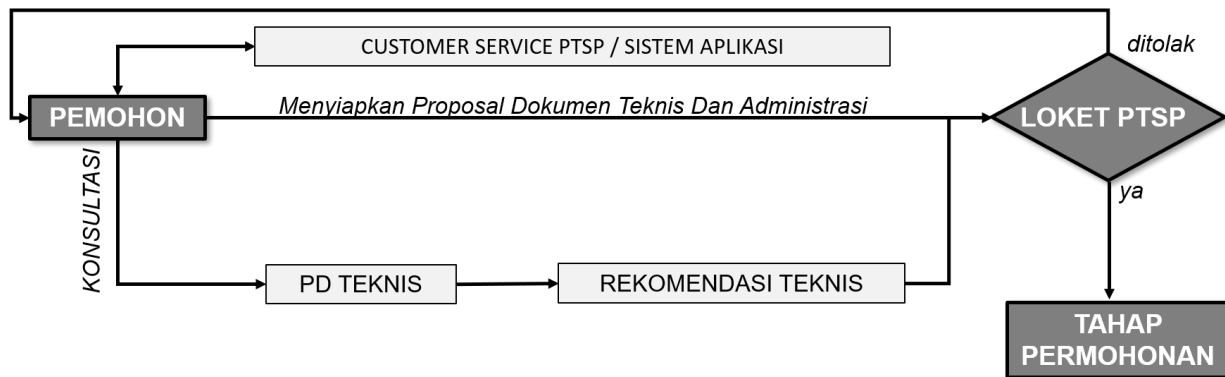 ditolak
CUSTOMER SERVICE PTSP / SISTEM APLIKASI
PEMOHON
Menyiapkan Proposal Dokumen Teknis Dan Administrasi
LOKET PTSP
KONSULTASI
ya
PD TEKNIS
REKOMENDASI TEKNIS
TAHAP
PERMOHONAN